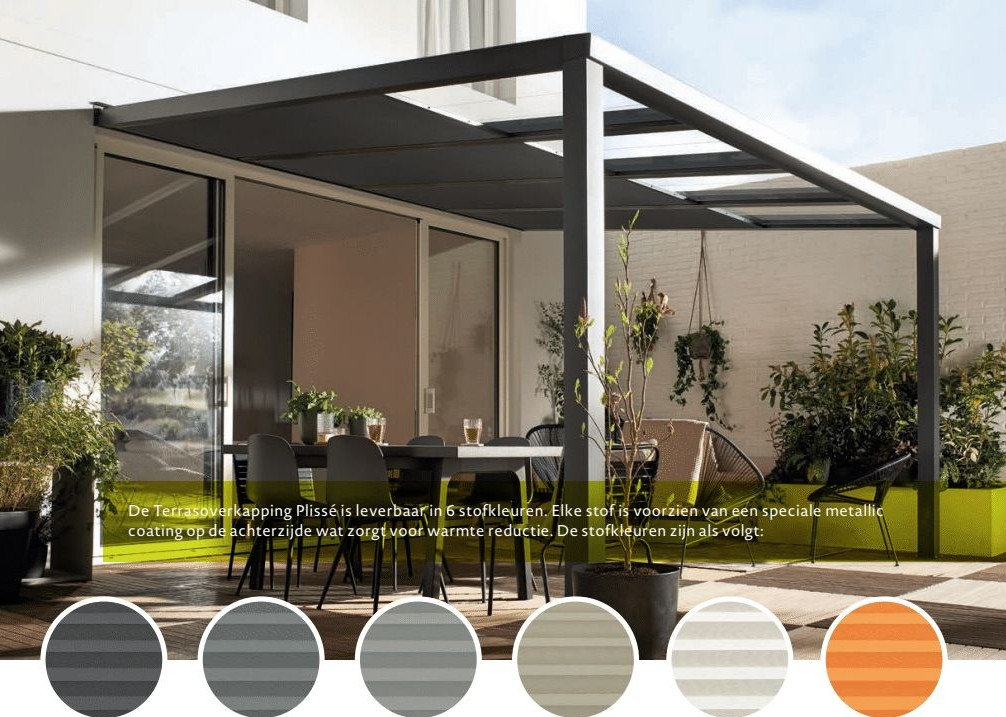 De Terrasoverkapping Plissé is leverbaar in 6 stofkleuren. Elke stof is voorzien van een speciale metallic
coating op de achterzijde wat zorgt voor warmte reductie. De stofkleuren zijn als volgt: